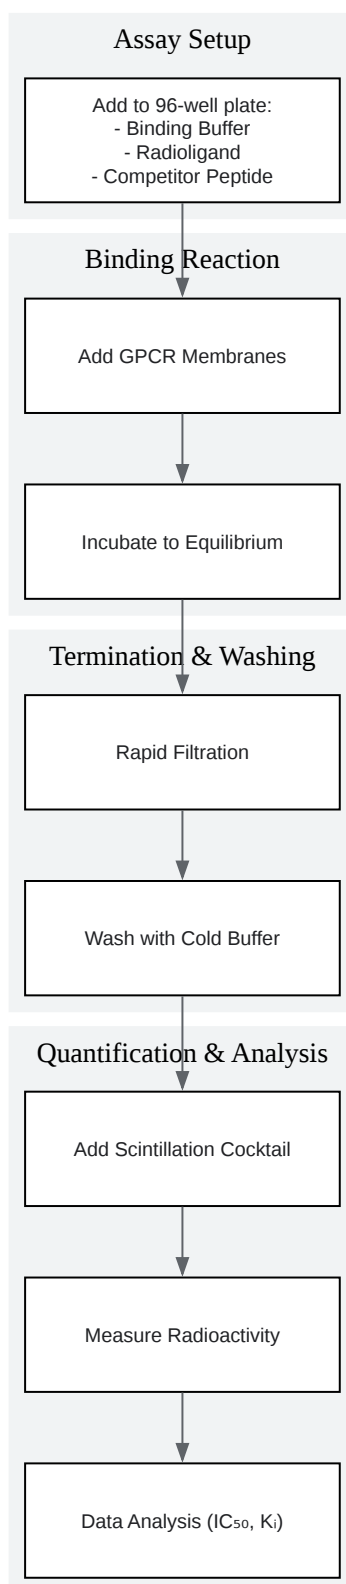 Assay Setup
Add to 96-well plate:
- Binding Buffer
- Radioligand
- Competitor Peptide
Binding Reaction
Add GPCR Membranes
Incubate to Equilibrium
Termination & Washing
Rapid Filtration
Wash with Cold Buffer
Quantification & Analysis
Add Scintillation Cocktail
Measure Radioactivity
Data Analysis (IC₅₀, Kᵢ)